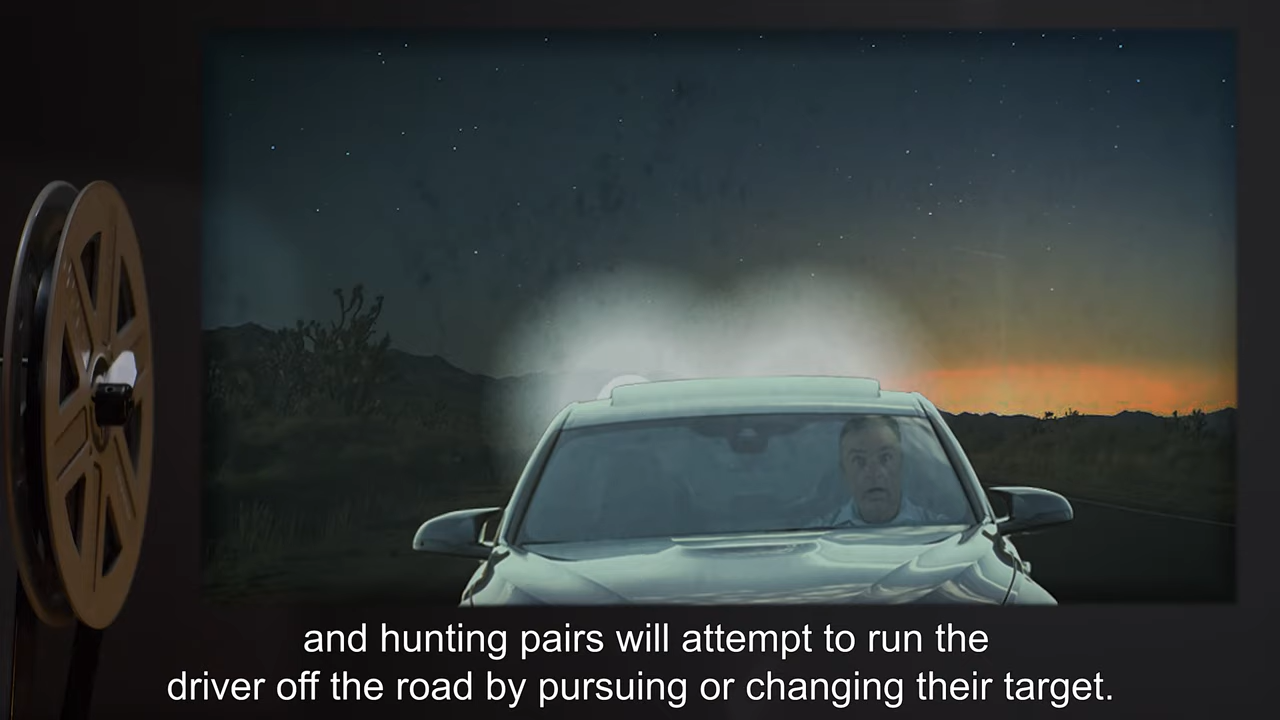 and hunting pairs will attempt to run the
driver off the road by pursuing or changing their target.